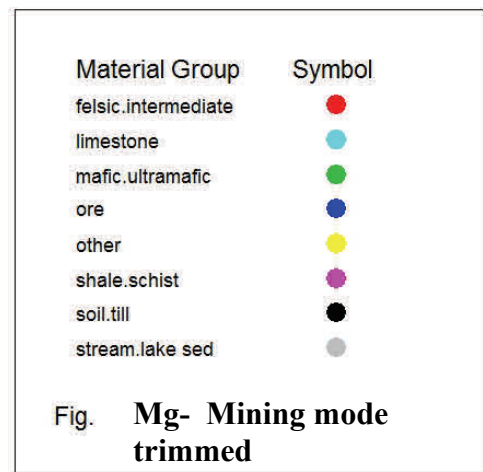 Material Group Symbol
felsic.intermediate
limestone
mafic.ultramafic
ore
other
shale.schist
soil.till
stream.lake sed
Fig. Mg- Mining mode
trimmed